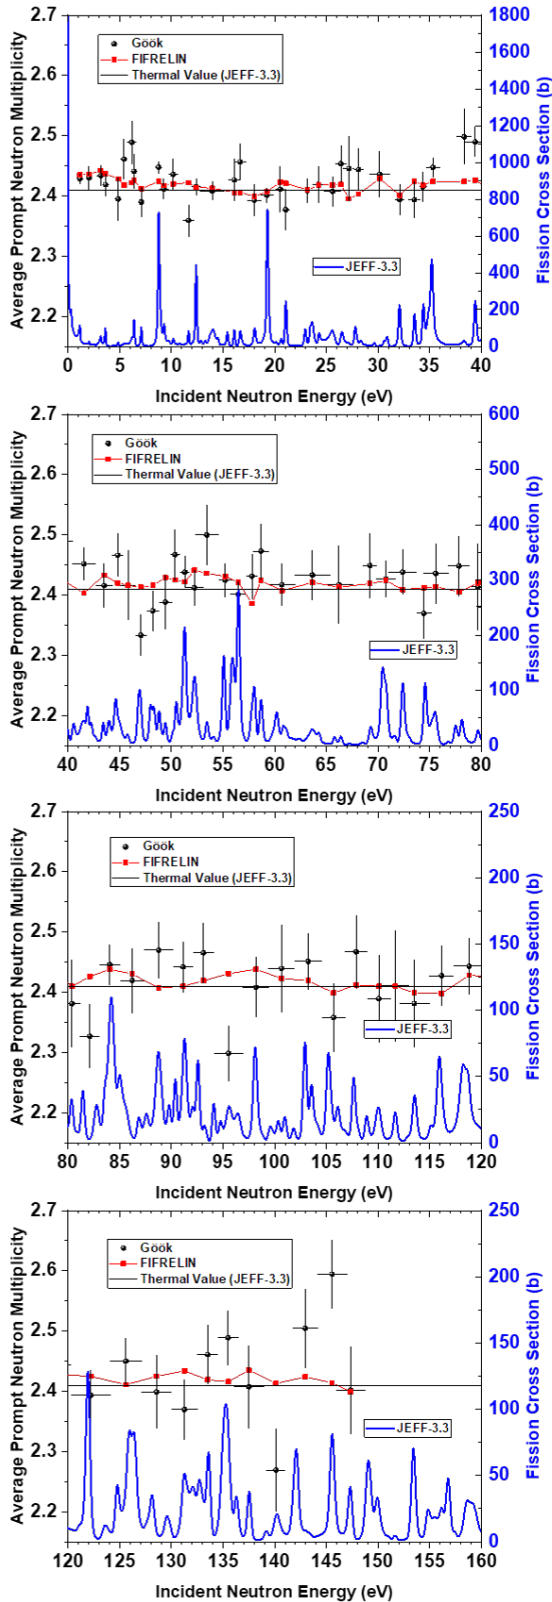 2.7
2.6
2.5
2.4
2.3
2.2
Average Prompt Neutron Multiplicity
Göök
FIFRELIN
Thermal Value (JEFF-3.3)
JEFF-3.3
1800
1600
1400
1200
1000
800
600
400
200
0
Fission Cross Section (b)
0 5 10 15 20 25 30 35 40
Incident Neutron Energy (eV)
2.7
2.6
2.5
2.4
2.3
2.2
Average Prompt Neutron Multiplicity
Göök
FIFRELIN
Thermal Value (JEFF-3.3)
JEFF-3.3
600
500
400
300
200
100
0
Fission Cross Section (b)
40 50 60 70 80
Incident Neutron Energy (eV)
2.7
2.6
2.5
2.4
2.3
2.2
Average Prompt Neutron Multiplicity
Göök
FIFRELIN
Thermal Value (JEFF-3.3)
JEFF-3.3
250
200
150
100
50
0
Fission Cross Section (b)
80 85 90 95 100 105 110 115 120
Incident Neutron Energy (eV)
2.7
2.6
2.5
2.4
2.3
2.2
Average Prompt Neutron Multiplicity
Göök
FIFRELIN
Thermal Value (JEFF-3.3)
JEFF-3.3
250
200
150
100
50
0
Fission Cross Section (b)
120 125 130 135 140 145 150 155 160
Incident Neutron Energy (eV)